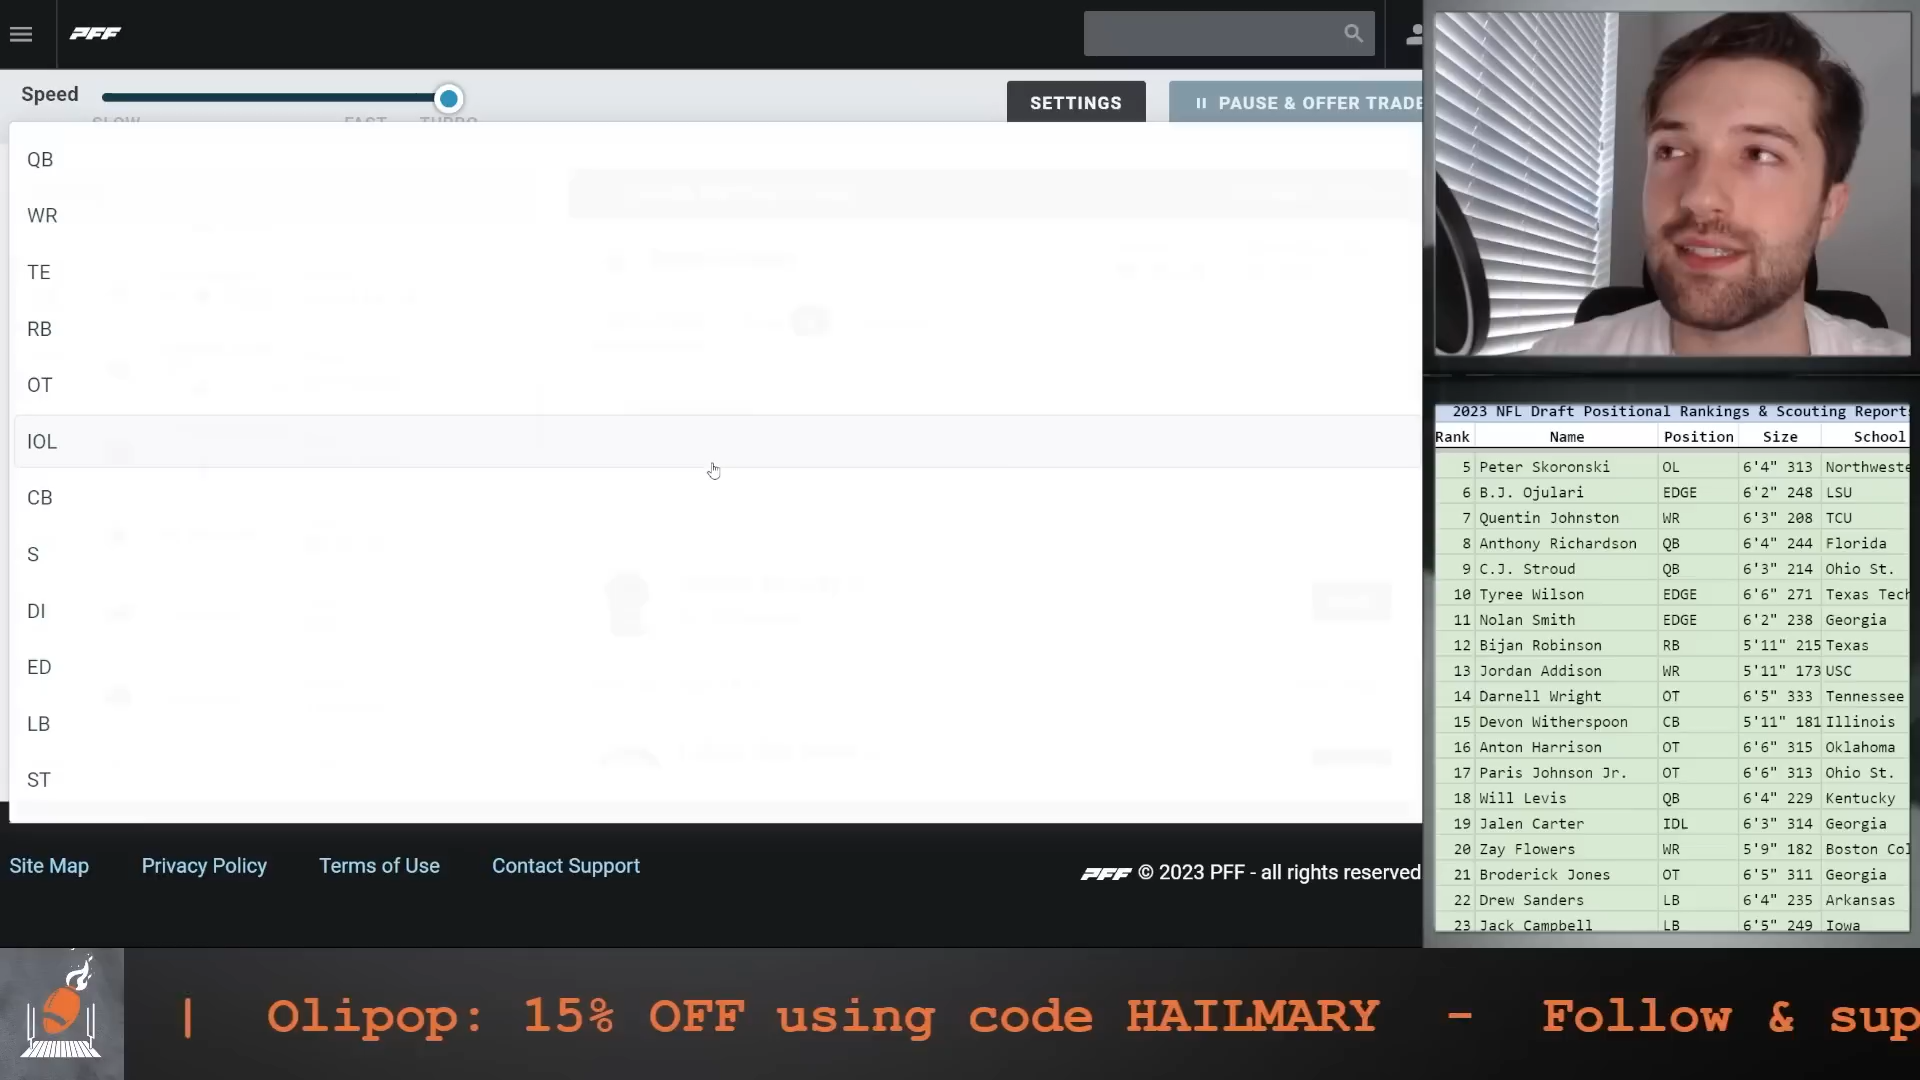 PFF
Speed
SETTINGS
PAUSE & OFFER TRADE
SLOW FAST TURBO
QB
WR
TE
RB
OT
IOL
CB
S
DI
ED
LB
ST
Site Map Privacy Policy Terms of Use Contact Support
PFF © 2023 PFF - all rights reserved
2023 NFL Draft Positional Rankings & Scouting Reports
Rank Name Position Size School
5 Peter Skoronski OL 6'4" 313 Northweste
6 B.J. Ojulari EDGE 6'2" 248 LSU
7 Quentin Johnston WR 6'3" 208 TCU
8 Anthony Richardson QB 6'4" 244 Florida
9 C.J. Stroud QB 6'3" 214 Ohio St.
10 Tyree Wilson EDGE 6'6" 271 Texas Tech
11 Nolan Smith EDGE 6'2" 238 Georgia
12 Bijan Robinson RB 5'11" 215 Texas
13 Jordan Addison WR 5'11" 173 USC
14 Darnell Wright OT 6'5" 333 Tennessee
15 Devon Witherspoon CB 5'11" 181 Illinois
16 Anton Harrison OT 6'6" 315 Oklahoma
17 Paris Johnson Jr. OT 6'6" 313 Ohio St.
18 Will Levis QB 6'4" 229 Kentucky
19 Jalen Carter IDL 6'3" 314 Georgia
20 Zay Flowers WR 5'9" 182 Boston Col
21 Broderick Jones OT 6'5" 311 Georgia
22 Drew Sanders LB 6'4" 235 Arkansas
23 Jack Campbell LB 6'5" 249 Iowa
| Olipop: 15% OFF using code HAILMARY - Follow & sup